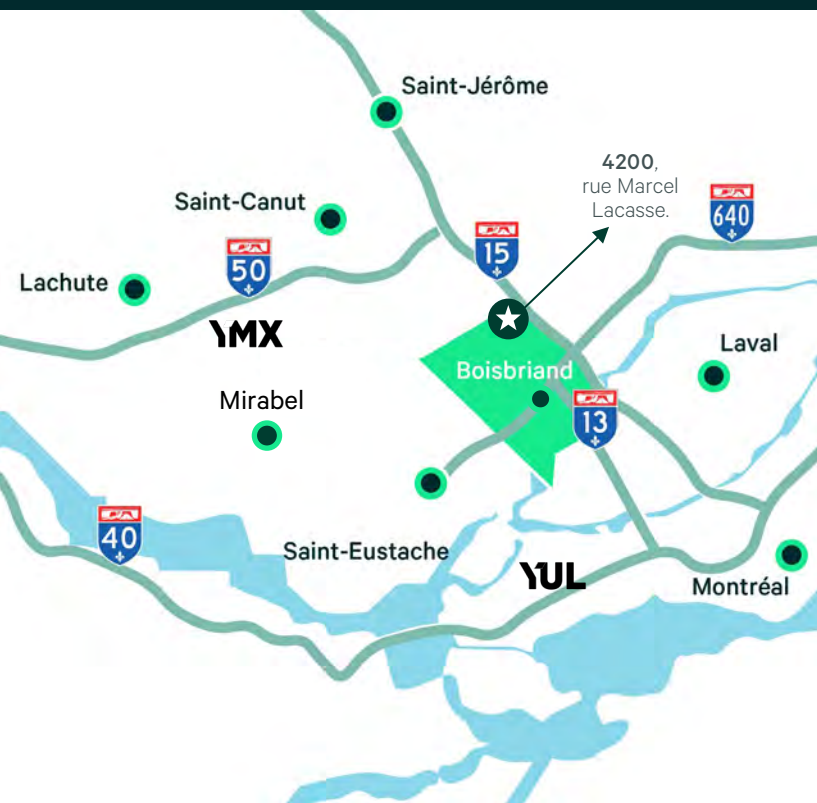 Saint-Jérôme
4200,
rue Marcel
Lacasse.
Saint-Canut
640
15
50
Lachute
YMX
Laval
Boisbriand
Mirabel
13
40
Saint-Eustache
YUL
Montréal